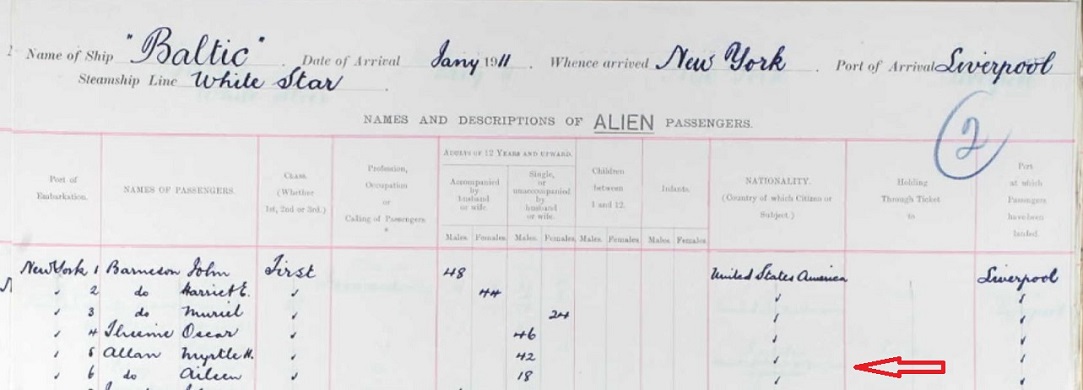 Name of Ship "Baltic" . Date of Arrival Jany 1911 . Whence arrived New York . Port of Arrival Liverpool
Steamship Line White Star .
NAMES AND DESCRIPTIONS OF ALIEN PASSENGERS.
2
Port of Embarkation.
NAMES OF PASSENGERS.
CLASS. (Whether 1st, 2nd or 3rd.)
Profession, Occupation or Calling of Passengers
ADULTS OF 12 YEARS AND UPWARD.
Accompanied by husband or wife.
Single, or unaccompanied by husband or wife.
Children between 1 and 12.
Infants.
NATIONALITY. (Country of which Citizen or Subject.)
Holding Through Ticket to
Port at which Passengers have been landed
Males. Females. Males. Females. Males. Females. Males. Females.
New York 1 Barneson John First 48 United States America Liverpool
" 2 do Harriet E. " 44 " "
" 3 do Muriel " 24 " "
" 4 Thieme Oscar " 46 " "
" 5 Allan Myrtle H. " 42 " "
" 6 do Aileen " 18 " "